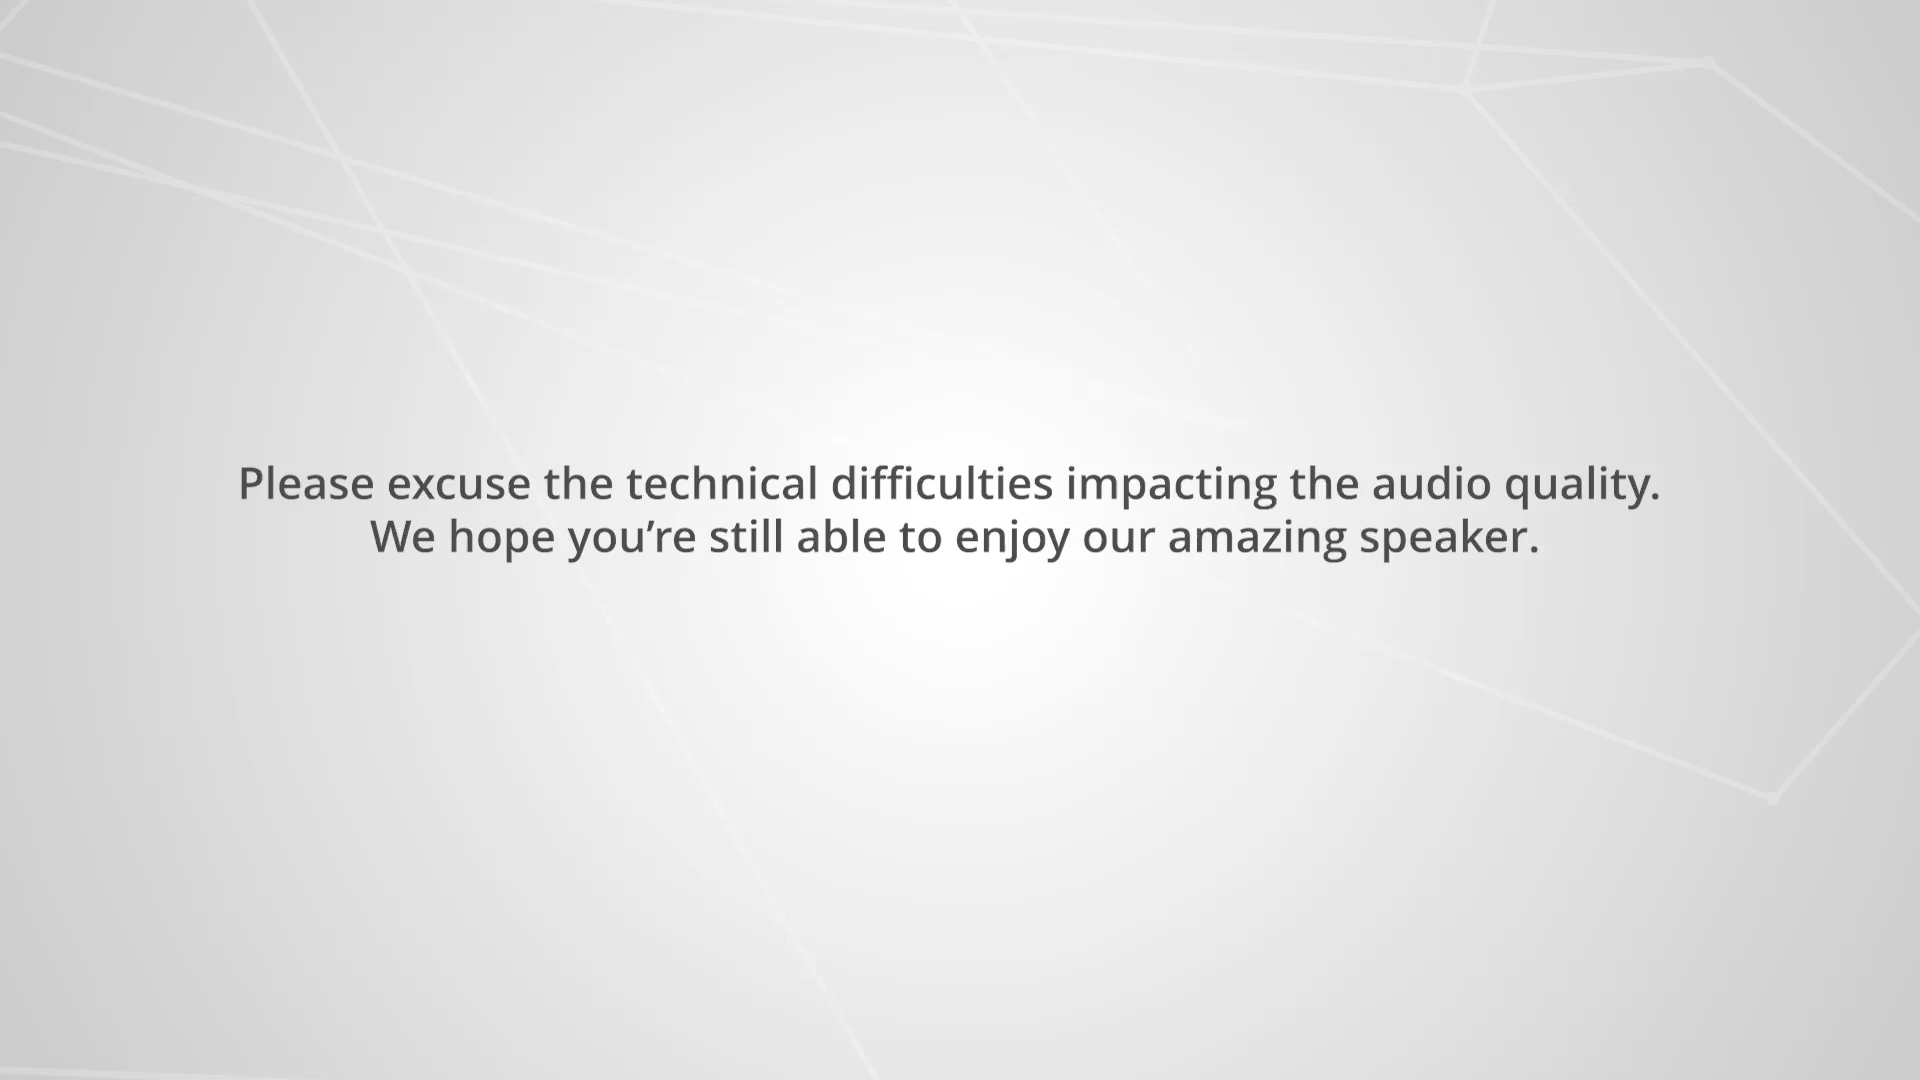 Please excuse the technical difficulties impacting the audio quality.
We hope you’re still able to enjoy our amazing speaker.